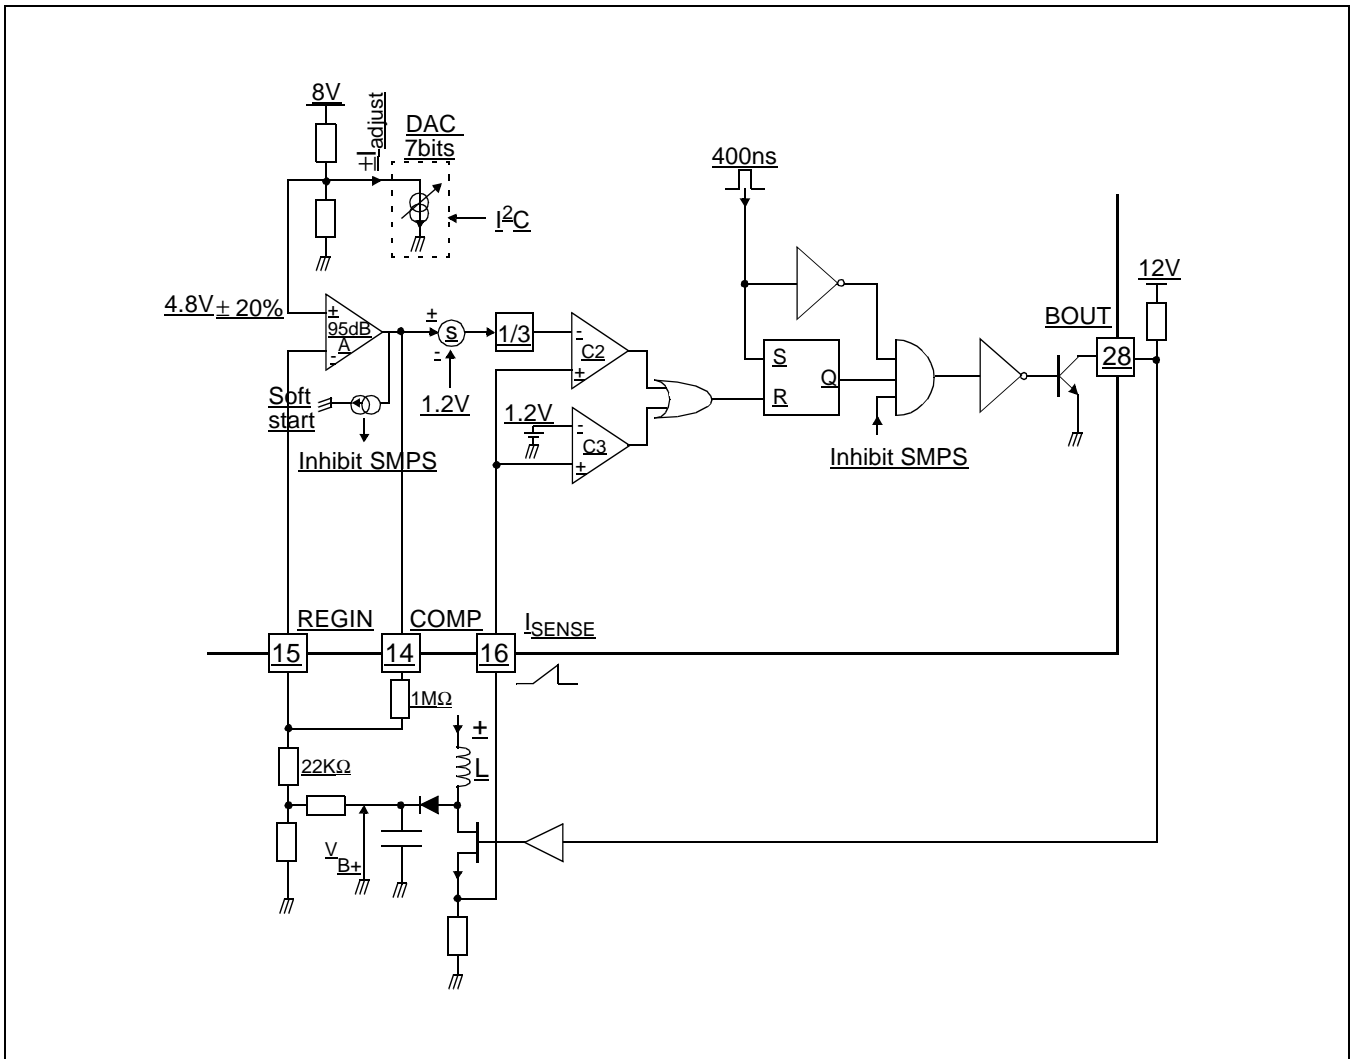 8V
±I adjust
DAC
7bits
I2C
400ns
12V
4.8V ± 20%
+
95dB
A
-
+
S
-
1/3
1.2V
-
C2
+
1.2V
-
C3
+
Soft
start
Inhibit SMPS
S
R
Q
Inhibit SMPS
BOUT
28
REGIN
COMP
ISENSE
15
14
16
1MΩ
22KΩ
+
L
VB+